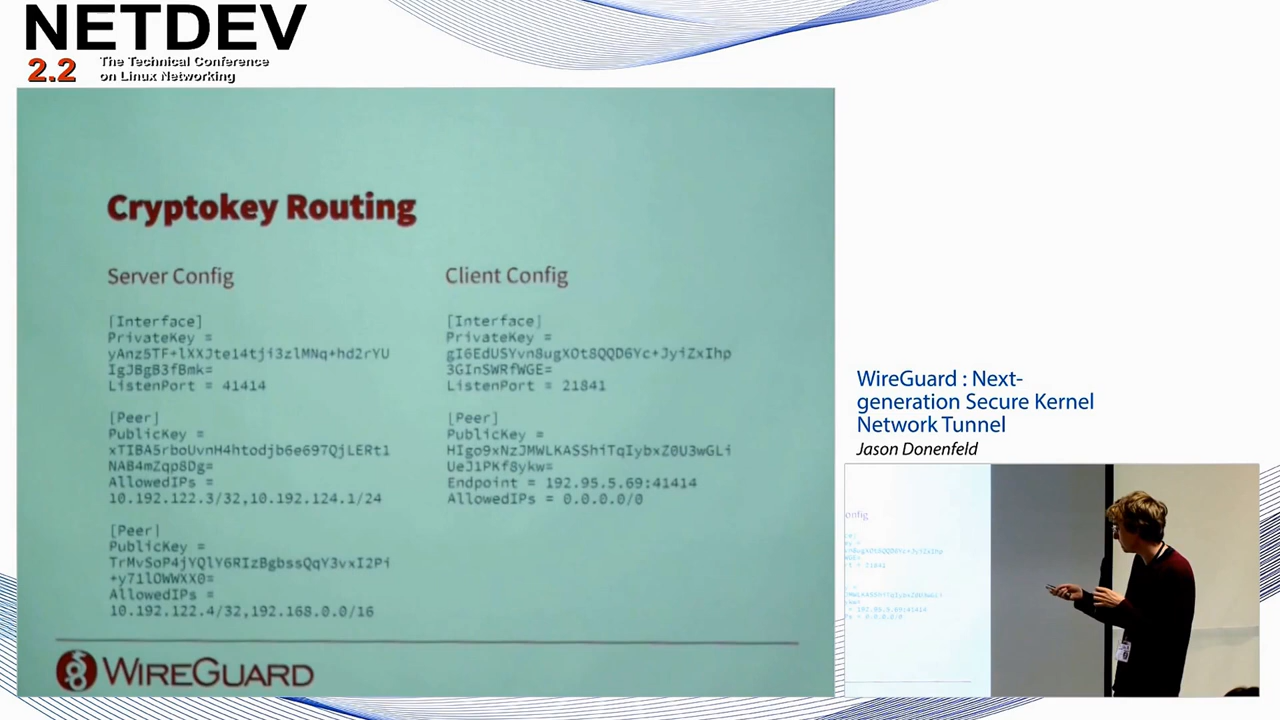 NETDEV
2.2
The Technical Conference
on Linux Networking
Cryptokey Routing
Server Config
[Interface]
PrivateKey =
yAnz5TF+lXXJte14tji3zlMNq+hd2rYU
IgJBgB3fBmk=
ListenPort = 41414
[Peer]
PublicKey =
xTIBA5rboUvnH4htodjb6e697QjLERt1
NAB4mZqp8Dg=
AllowedIPs =
10.192.122.3/32,10.192.124.1/24
[Peer]
PublicKey =
TrMvSoP4jYQlY6RIzBgbssQqY3vxI2Pi
+y71lOWWXX0=
AllowedIPs =
10.192.122.4/32,192.168.0.0/16
Client Config
[Interface]
PrivateKey =
gI6EdUSYvn8ugXOt8QQD6Yc+JyiZxIhp
3GInSWRfWGE=
ListenPort = 21841
[Peer]
PublicKey =
HIgo9xNzJMWLKASShiTqIybxZ0U3wGLi
UeJ1PKf8ykw=
Endpoint = 192.95.5.69:41414
AllowedIPs = 0.0.0.0/0
WIREGUARD
WireGuard : Next-
generation Secure Kernel
Network Tunnel
Jason Donenfeld